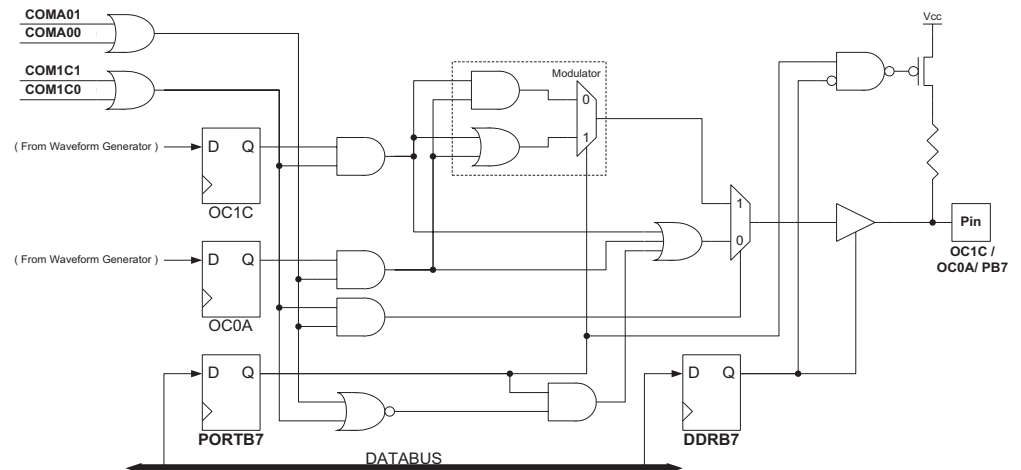 COMA01
COMA00
Vcc
COM1C1
COM1C0
Modulator
0
1
( From Waveform Generator )
D Q
OC1C
1
0
Pin
OC1C /
OC0A/ PB7
( From Waveform Generator )
D Q
OC0A
D Q
PORTB7
D Q
DDRB7
DATABUS